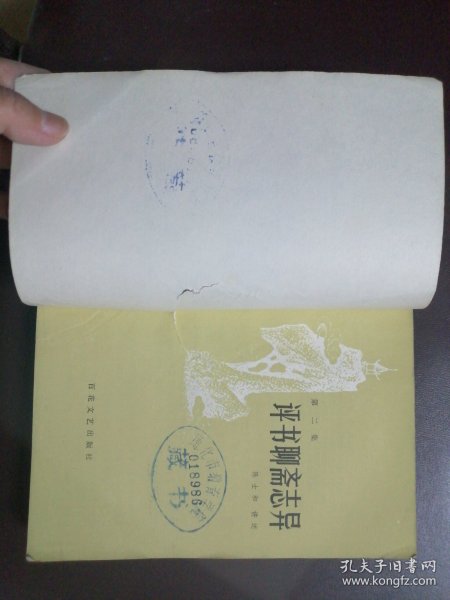 第二集
评书聊斋志异
陈士和 讲述
百花文艺出版社
018986
藏书
孔夫子旧书网
www.kongfz.com